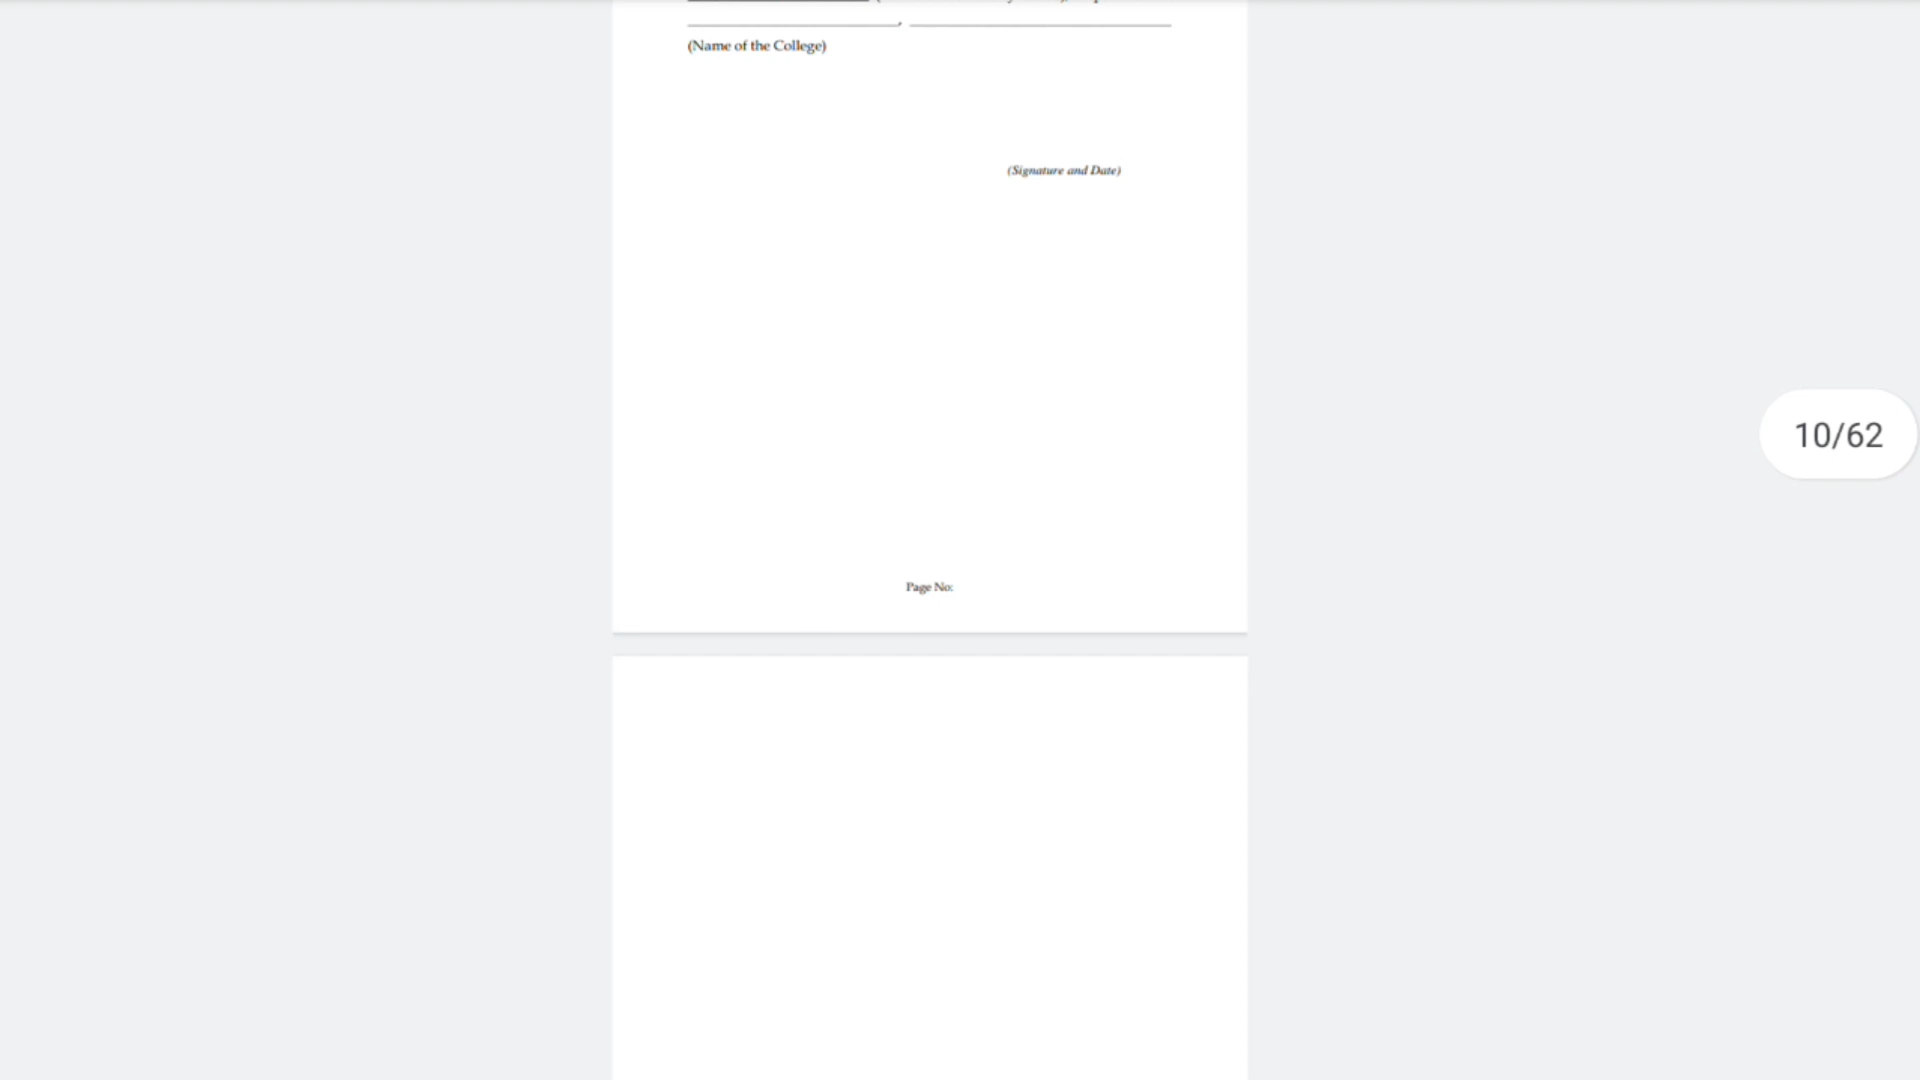 (Name of the College)
(Signature and Date)
10/62
Page No: